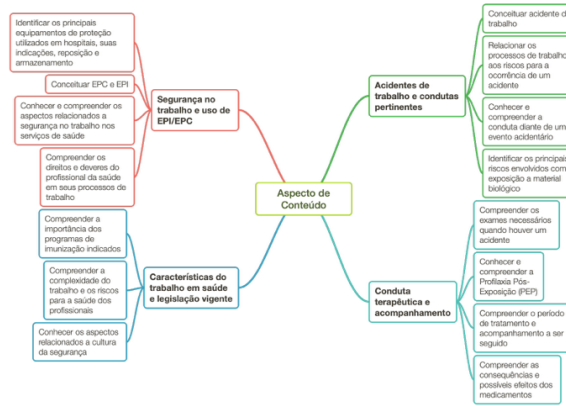 Identificar os principais
equipamentos de proteção
utilizados em hospitais, suas
indicações, reposição e
armazenamento
Conceituar EPC e EPI
Conhecer e compreender os
aspectos relacionados a
segurança no trabalho nos
serviços de saúde
Compreender os
direitos e deveres do
profissional da saúde
em seus processos de
trabalho
Segurança no
trabalho e uso de
EPI/EPC
Compreender a
importância dos
programas de
imunização indicados
Compreender a
complexidade do
trabalho e os riscos
para a saúde dos
profissionais
Conhecer os aspectos
relacionados a cultura
da segurança
Características do
trabalho em saúde
e legislação vigente
Aspecto de
Conteúdo
Acidentes de
trabalho e condutas
pertinentes
Conceituar acidente d
trabalho
Relacionar os
processos de trabalho
aos riscos para a
ocorrência de um
acidente
Conhecer e
compreender a
conduta diante de um
evento acidentário
Identificar os principais
riscos envolvidos com
exposição a material
biológico
Conduta
terapêutica e
acompanhamento
Compreender os
exames necessários
quando houver um
acidente
Conhecer e
compreender a
Profilaxia Pós-
Exposição (PEP)
Compreender o período
de tratamento e
acompanhamento a ser
seguido
Compreender as
consequências e
possíveis efeitos dos
medicamentos